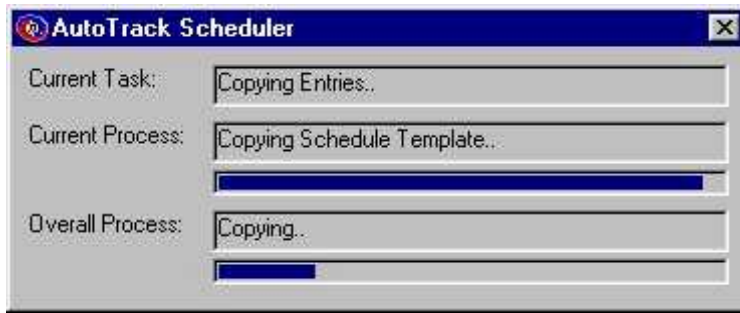 AutoTrack Scheduler
Current Task: Copying Entries..
Current Process: Copying Schedule Template..
Overall Process: Copying..